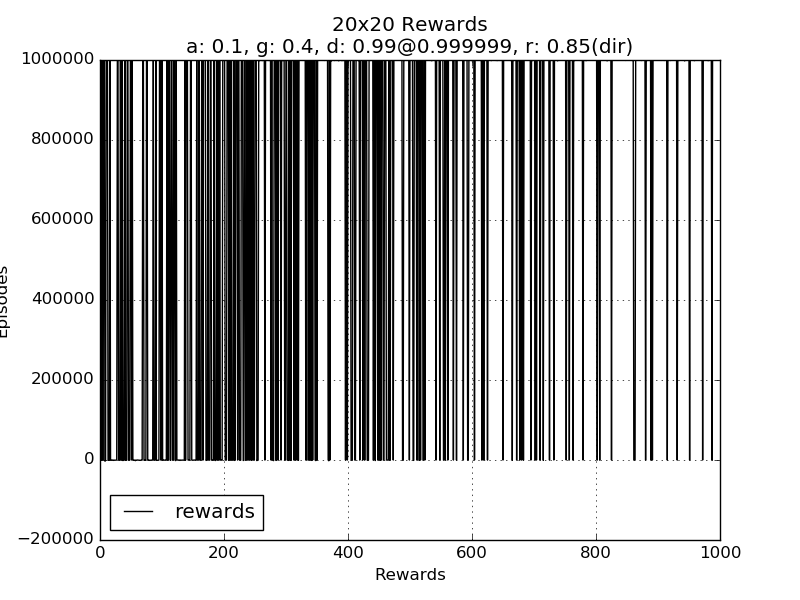 20x20 Rewards
a: 0.1, g: 0.4, d: 0.99@0.999999, r: 0.85(dir)
1000000
800000
600000
400000
200000
0
−200000
Episodes
rewards
0 200 400 600 800 1000
Rewards